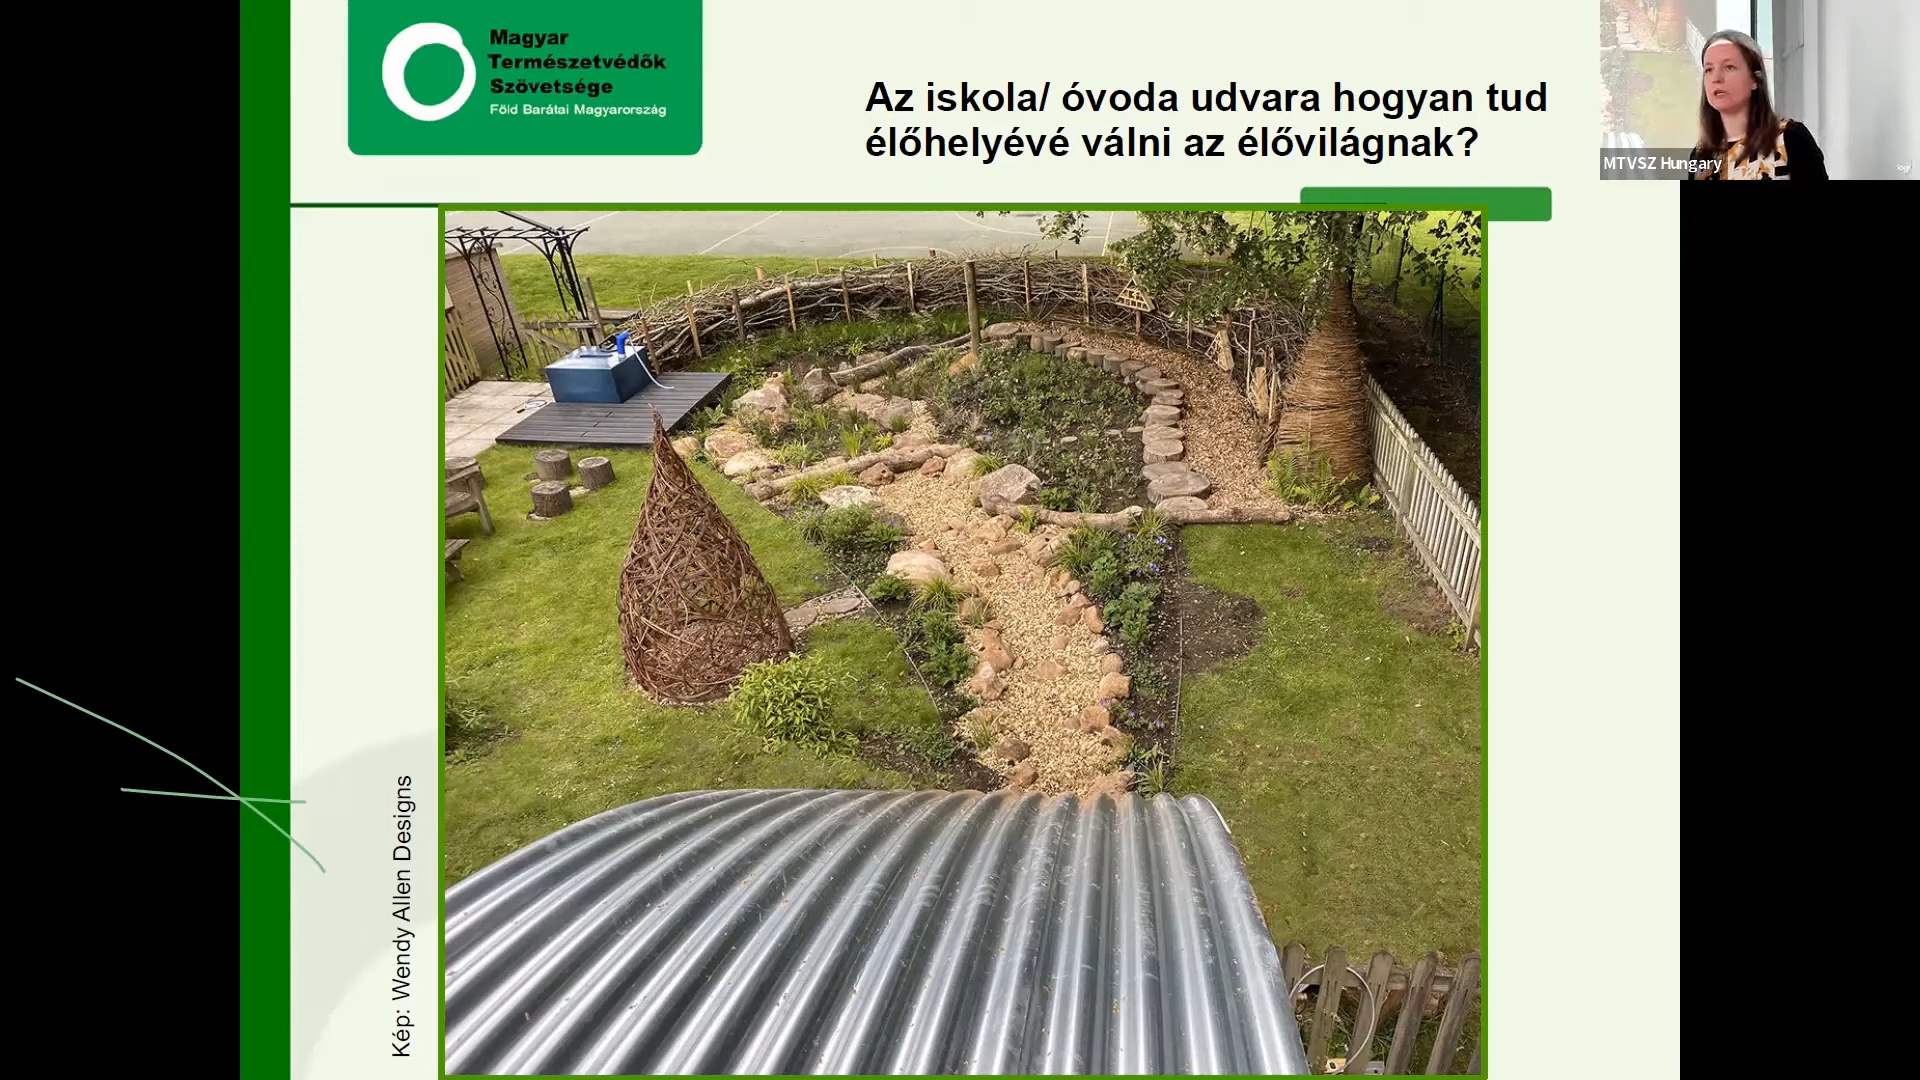 Magyar
Természetvédők
Szövetsége
Föld Barátai Magyarország
Az iskola/ óvoda udvara hogyan tud
élőhelyévé válni az élővilágnak?
MTVSZ Hungary
Kép: Wendy Allen Designs